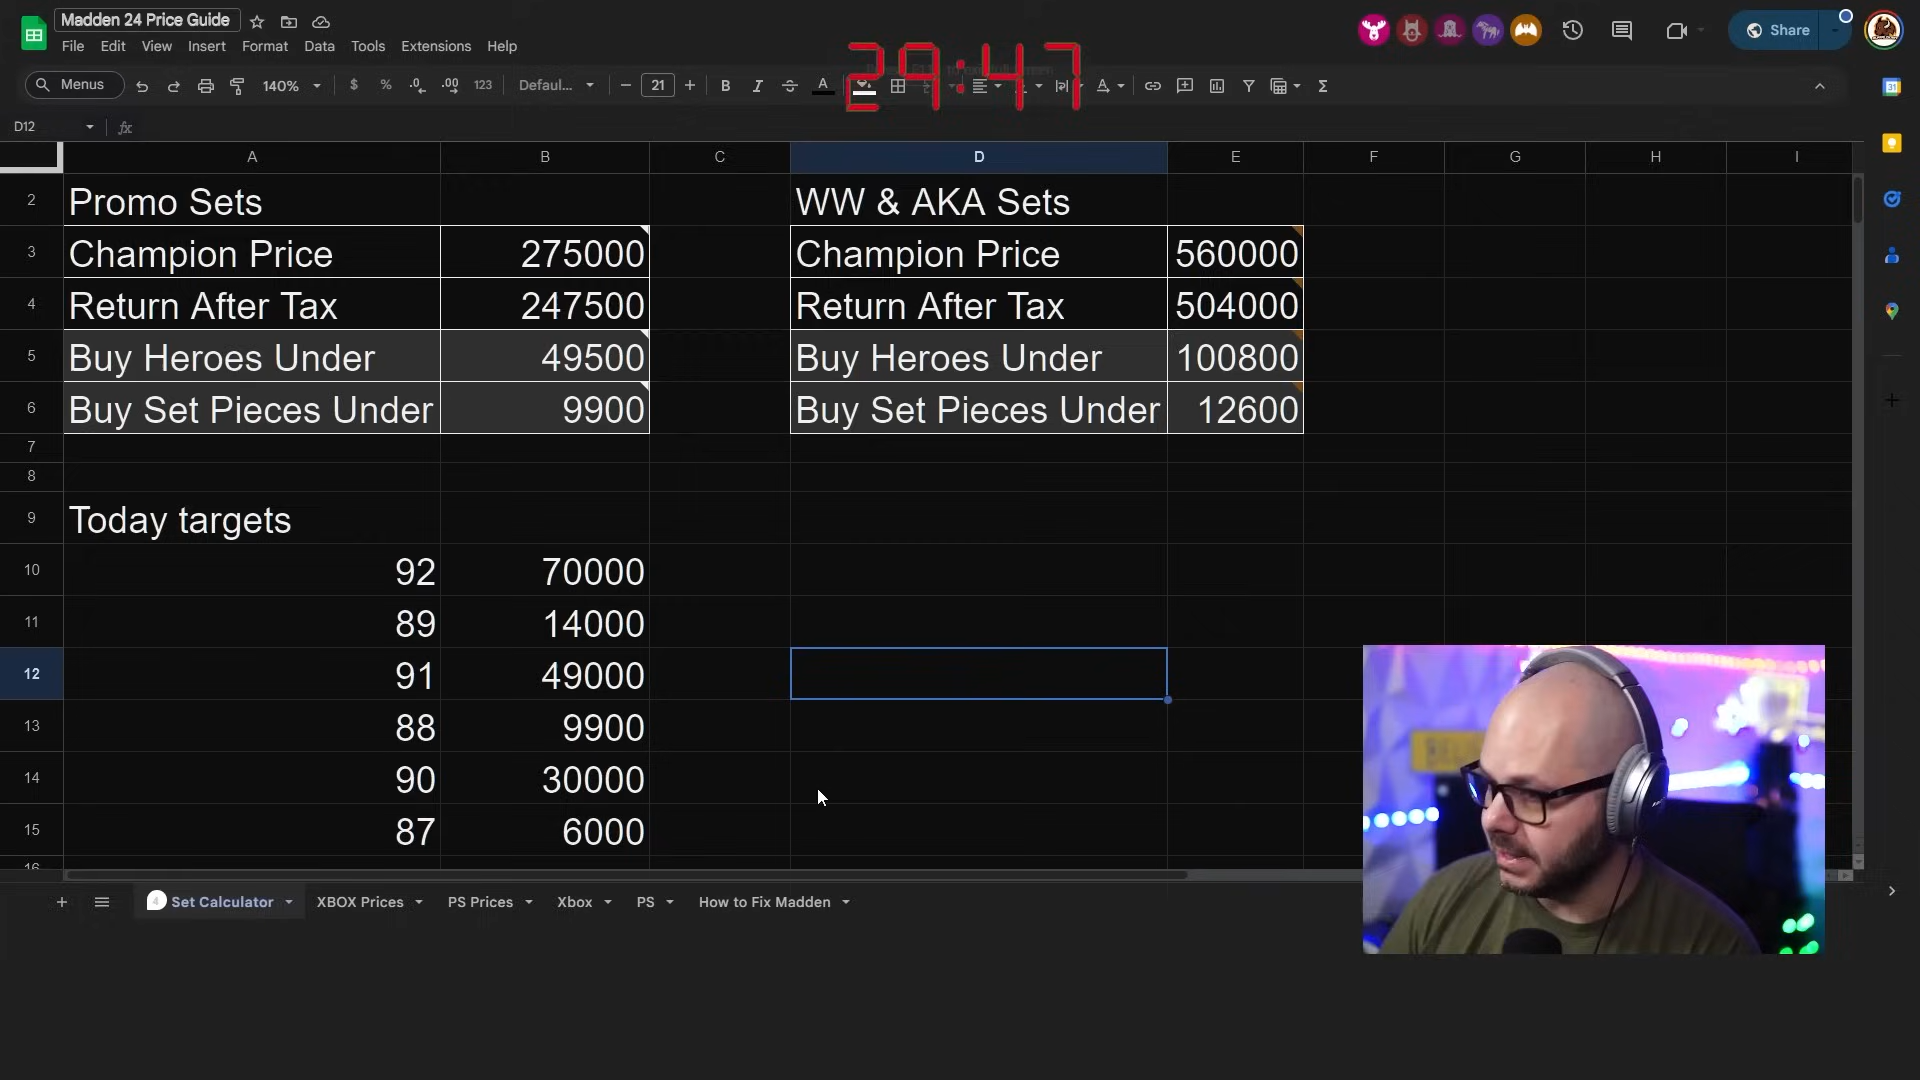 Madden 24 Price Guide
File Edit View Insert Format Data Tools Extensions Help
Share
29:47
Menus 140% $ % .0 .00 123 Defaul... 21 B I A Σ
D12 fx
A B C D E F G H I
2 Promo Sets WW & AKA Sets
3 Champion Price 275000 Champion Price 560000
4 Return After Tax 247500 Return After Tax 504000
5 Buy Heroes Under 49500 Buy Heroes Under 100800
6 Buy Set Pieces Under 9900 Buy Set Pieces Under 12600
7
8
9 Today targets
10 92 70000
11 89 14000
12 91 49000
13 88 9900
14 90 30000
15 87 6000
16
Set Calculator XBOX Prices PS Prices Xbox PS How to Fix Madden